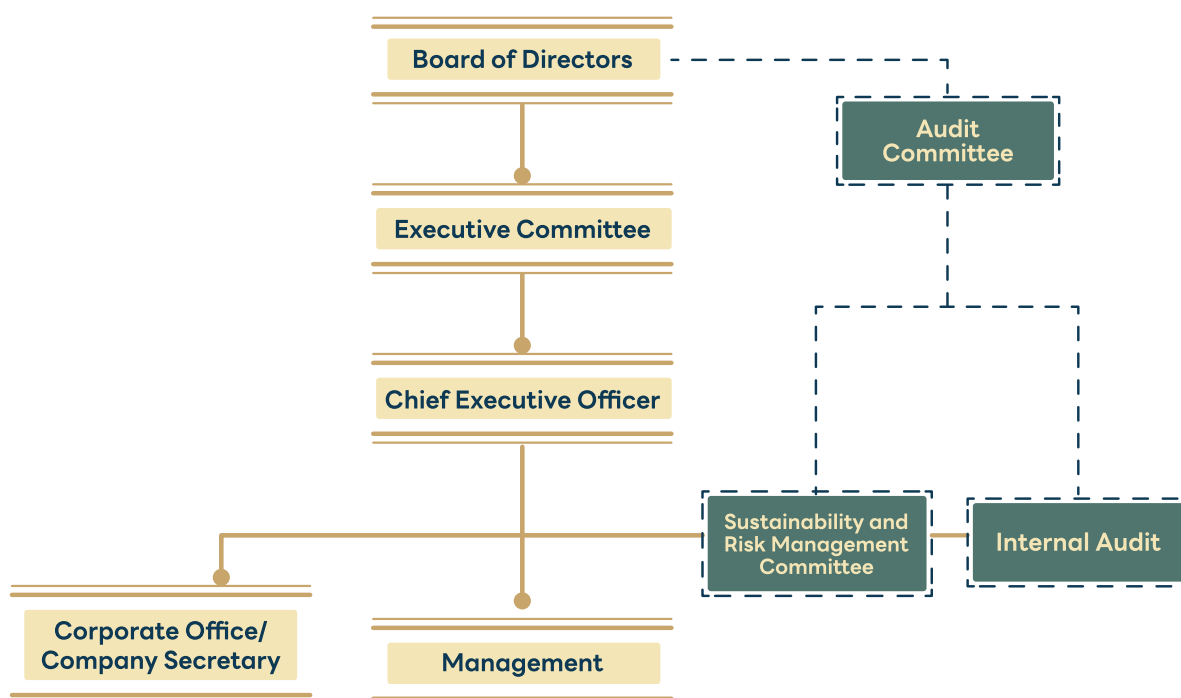 Board of Directors
Audit
Committee
Executive Committee
Chief Executive Officer
Sustainability and
Risk Management
Committee
Internal Audit
Corporate Office/
Company Secretary
Management